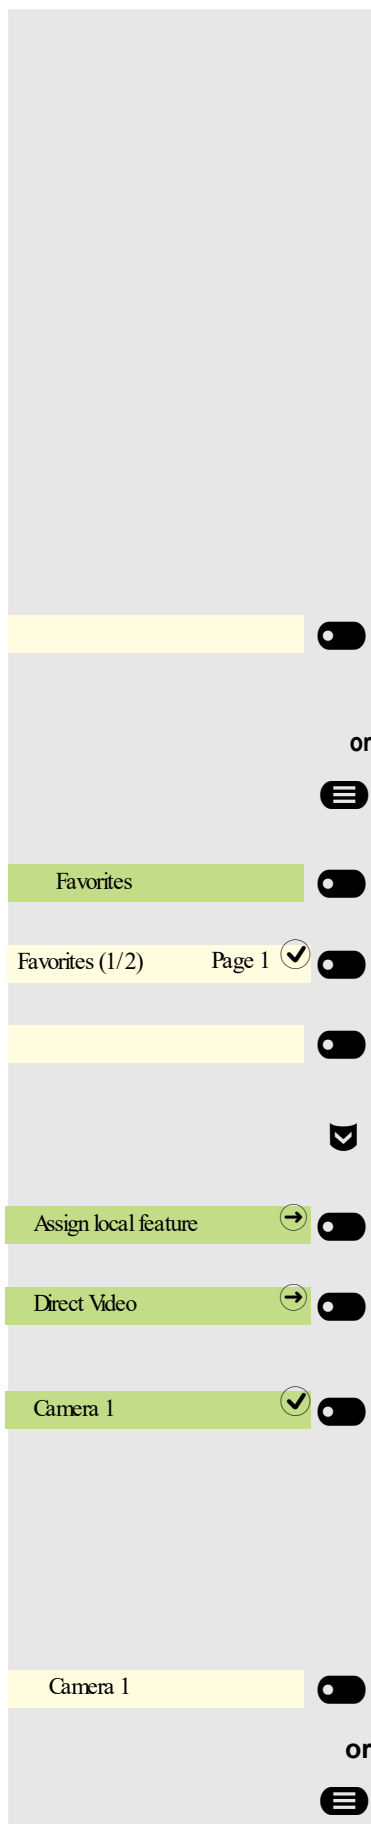 or
Favorites
Favorites (1/2) Page 1
Assign local feature
Direct Video
Camera 1
Camera 1
or